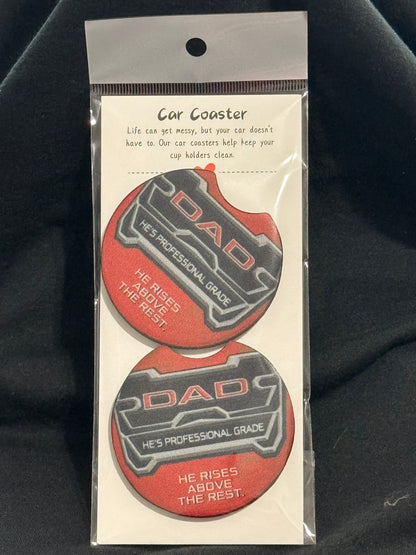 Car Coaster
Life can get messy, but your car doesn't
have to. Our car coasters help keep your
cup holders clean.
DAD
HE'S PROFESSIONAL GRADE
HE RISES
ABOVE
THE REST.
DAD
HE'S PROFESSIONAL GRADE
HE RISES
ABOVE
THE REST.